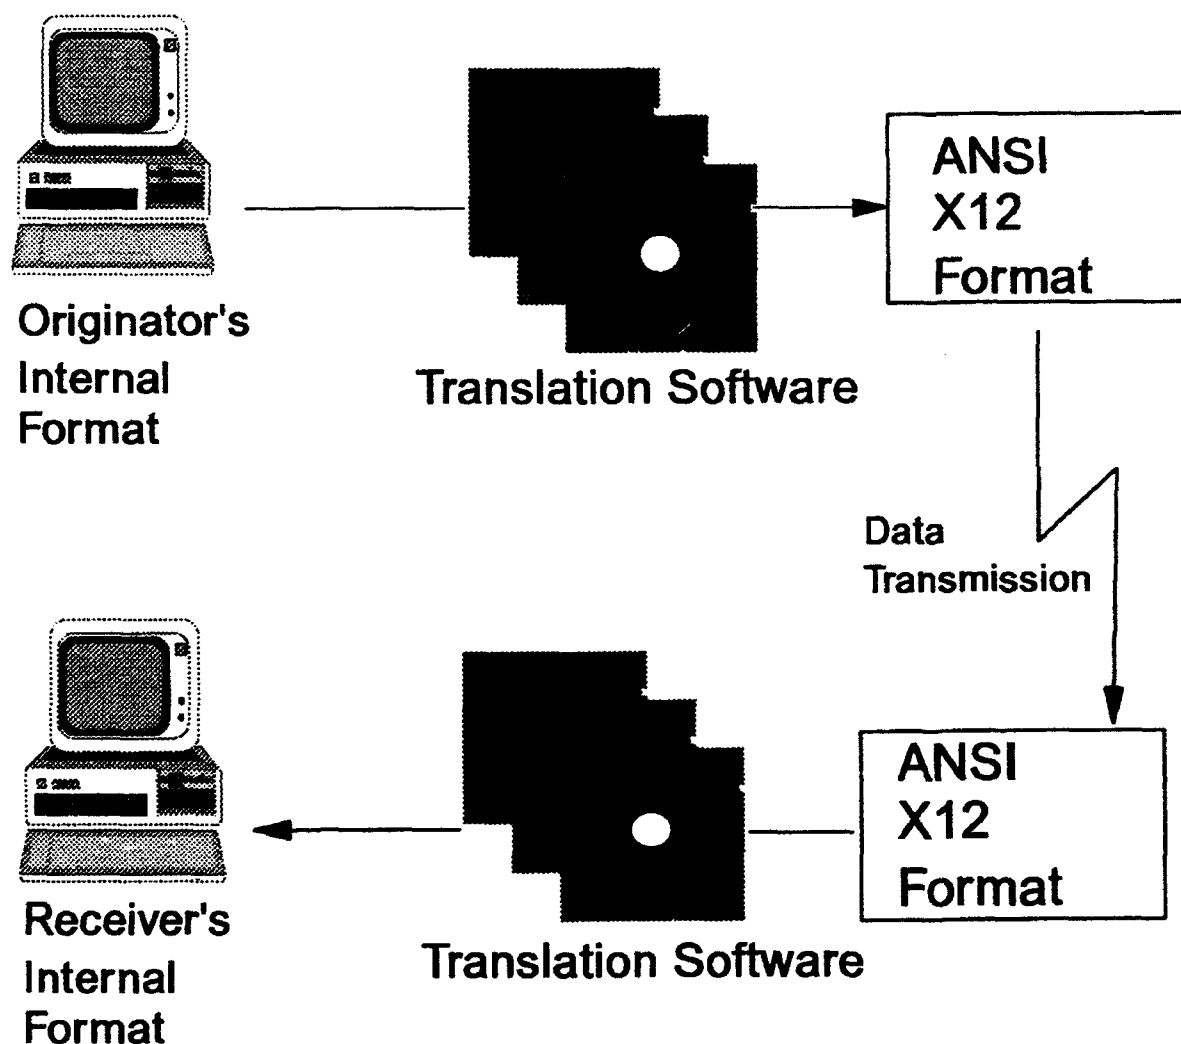 Originator's
Internal
Format
Translation Software
ANSI
X12
Format
Data
Transmission
ANSI
X12
Format
Translation Software
Receiver's
Internal
Format